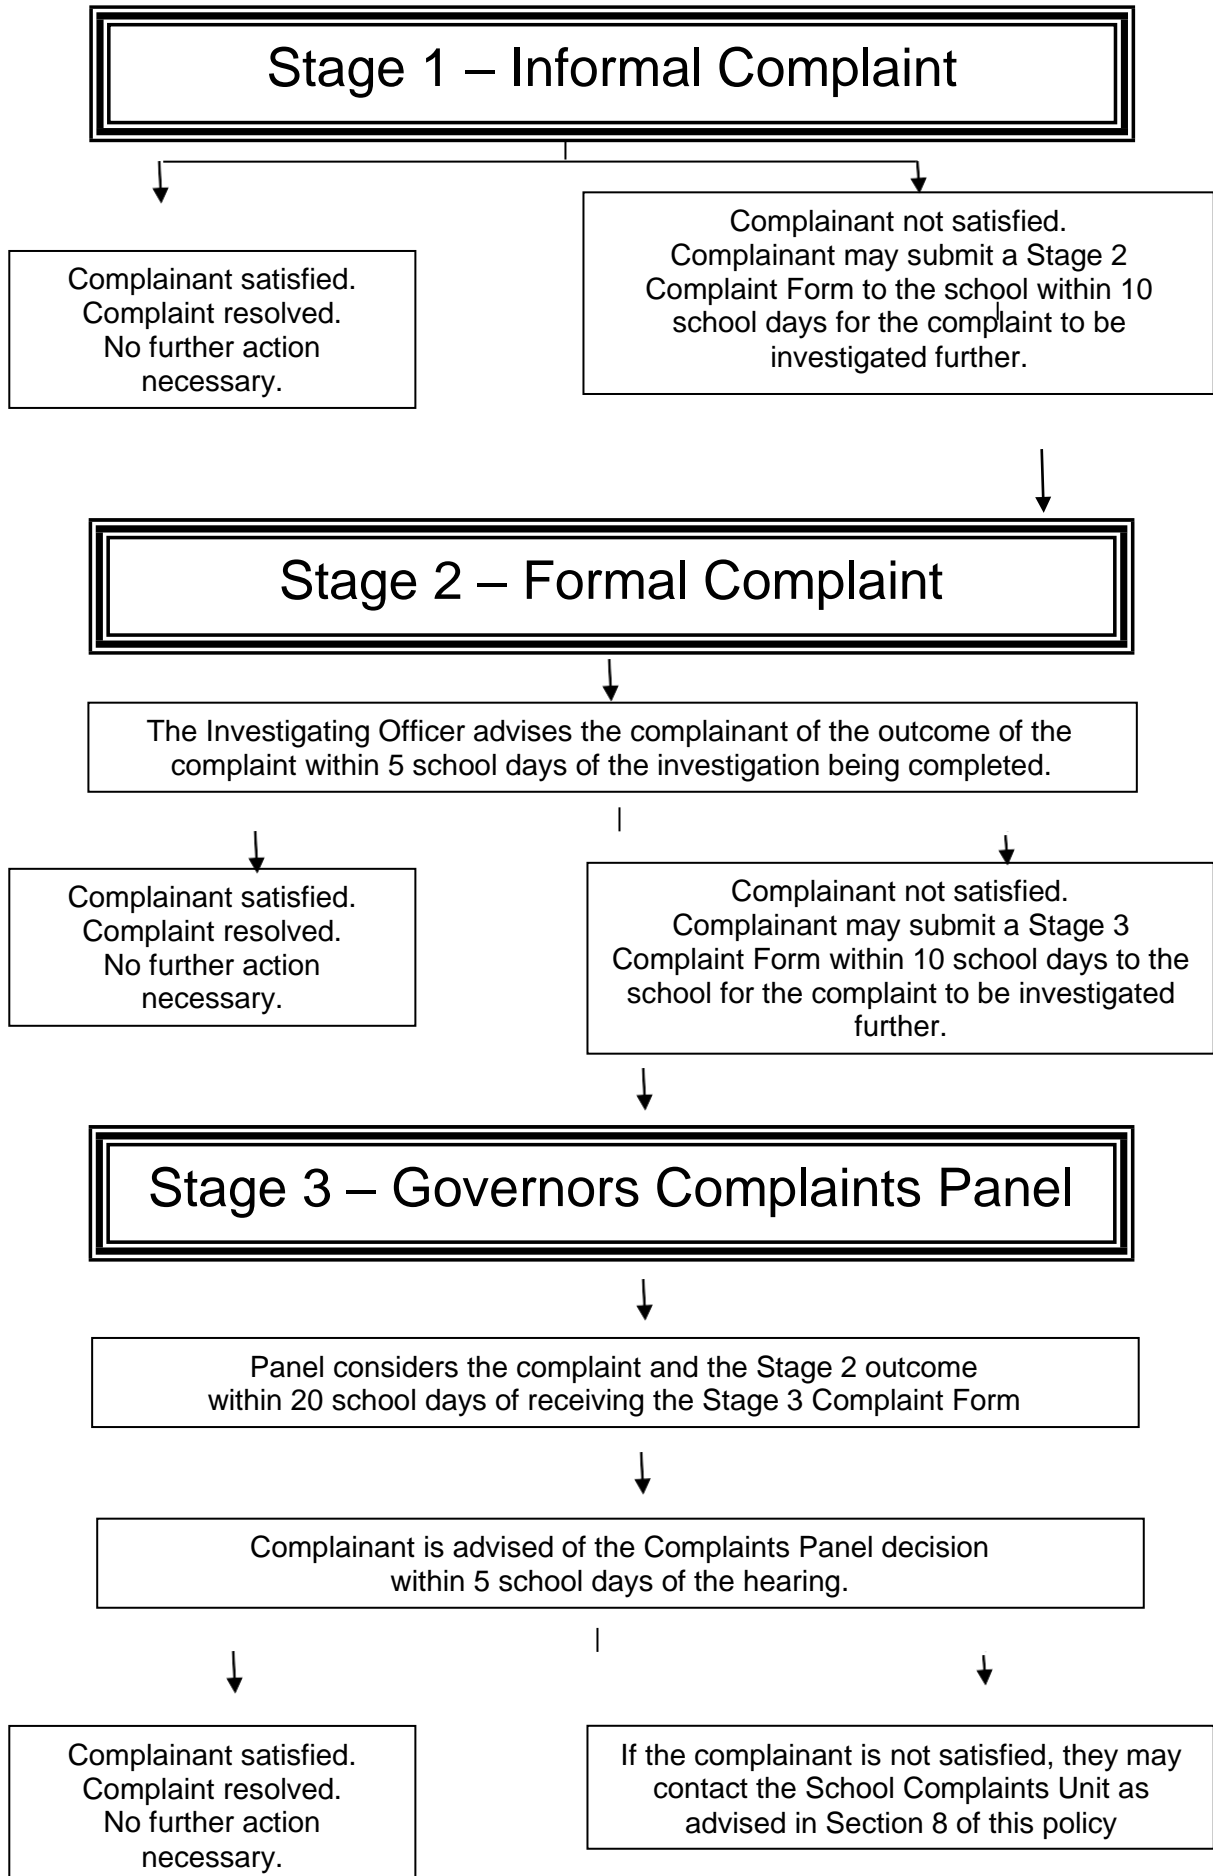 Stage 1 – Informal Complaint
Complainant satisfied.
Complaint resolved.
No further action
necessary.
Complainant not satisfied.
Complainant may submit a Stage 2
Complaint Form to the school within 10
school days for the complaint to be
investigated further.
Stage 2 – Formal Complaint
The Investigating Officer advises the complainant of the outcome of the
complaint within 5 school days of the investigation being completed.
Complainant satisfied.
Complaint resolved.
No further action
necessary.
Complainant not satisfied.
Complainant may submit a Stage 3
Complaint Form within 10 school days to the
school for the complaint to be investigated
further.
Stage 3 – Governors Complaints Panel
Panel considers the complaint and the Stage 2 outcome
within 20 school days of receiving the Stage 3 Complaint Form
Complainant is advised of the Complaints Panel decision
within 5 school days of the hearing.
Complainant satisfied.
Complaint resolved.
No further action
necessary.
If the complainant is not satisfied, they may
contact the School Complaints Unit as
advised in Section 8 of this policy